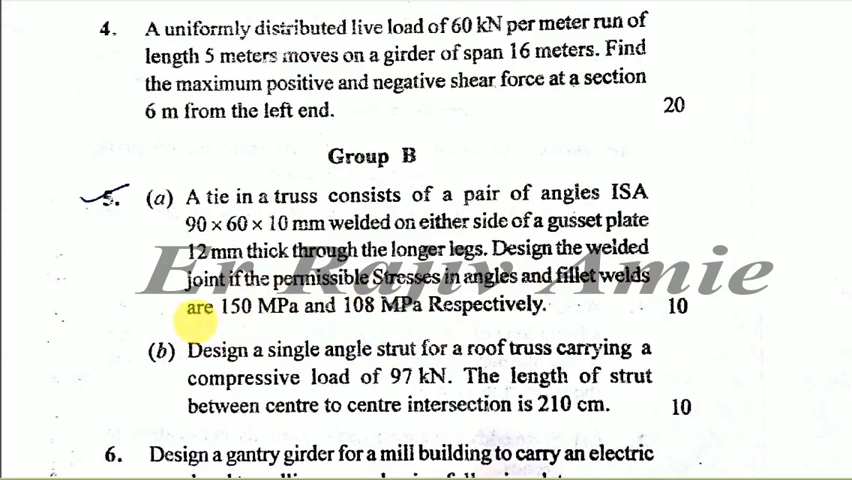 4. A uniformly distributed live load of 60 kN per meter run of
length 5 meters moves on a girder of span 16 meters. Find
the maximum positive and negative shear force at a section
6 m from the left end. 20
Group B
5. (a) A tie in a truss consists of a pair of angles ISA
90 × 60 × 10 mm welded on either side of a gusset plate
12 mm thick through the longer legs. Design the welded
Er Rajiv Amie
joint if the permissible Stresses in angles and fillet welds
are 150 MPa and 108 MPa Respectively. 10
(b) Design a single angle strut for a roof truss carrying a
compressive load of 97 kN. The length of strut
between centre to centre intersection is 210 cm. 10
6. Design a gantry girder for a mill building to carry an electric